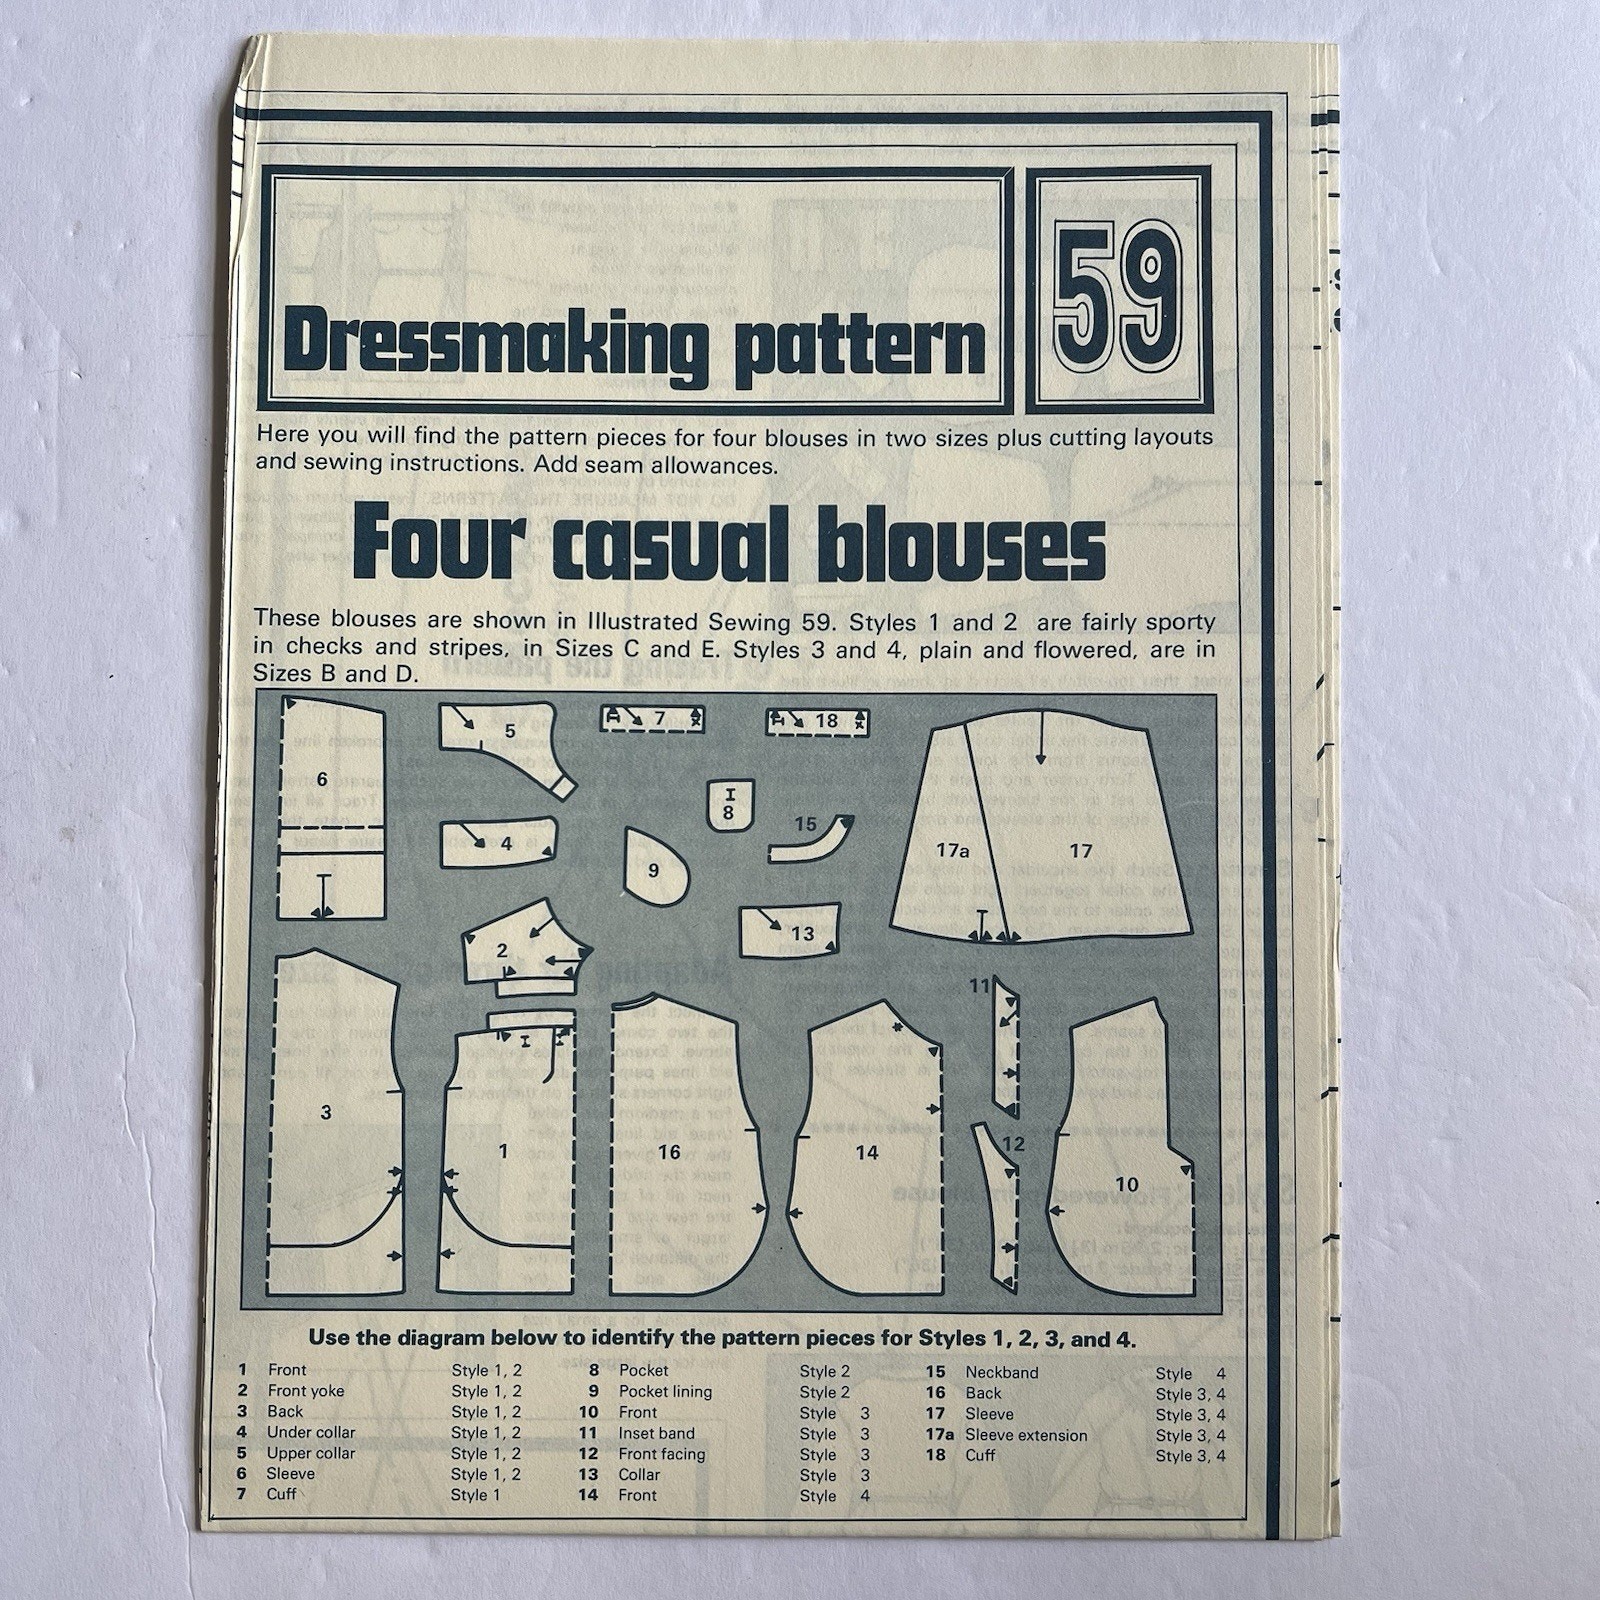 Dressmaking pattern
59
Here you will find the pattern pieces for four blouses in two sizes plus cutting layouts
and sewing instructions. Add seam allowances.
Four casual blouses
These blouses are shown in Illustrated Sewing 59. Styles 1 and 2 are fairly sporty
in checks and stripes, in Sizes C and E. Styles 3 and 4, plain and flowered, are in
Sizes B and D.
6
5
7
18
8
4
15
9
17a
17
13
2
11
3
1
16
14
12
10
Use the diagram below to identify the pattern pieces for Styles 1, 2, 3, and 4.
1 Front Style 1, 2
2 Front yoke Style 1, 2
3 Back Style 1, 2
4 Under collar Style 1, 2
5 Upper collar Style 1, 2
6 Sleeve Style 1, 2
7 Cuff Style 1
8 Pocket Style 2
9 Pocket lining Style 2
10 Front Style 3
11 Inset band Style 3
12 Front facing Style 3
13 Collar Style 3
14 Front Style 4
15 Neckband Style 4
16 Back Style 3, 4
17 Sleeve Style 3, 4
17a Sleeve extension Style 3, 4
18 Cuff Style 3, 4